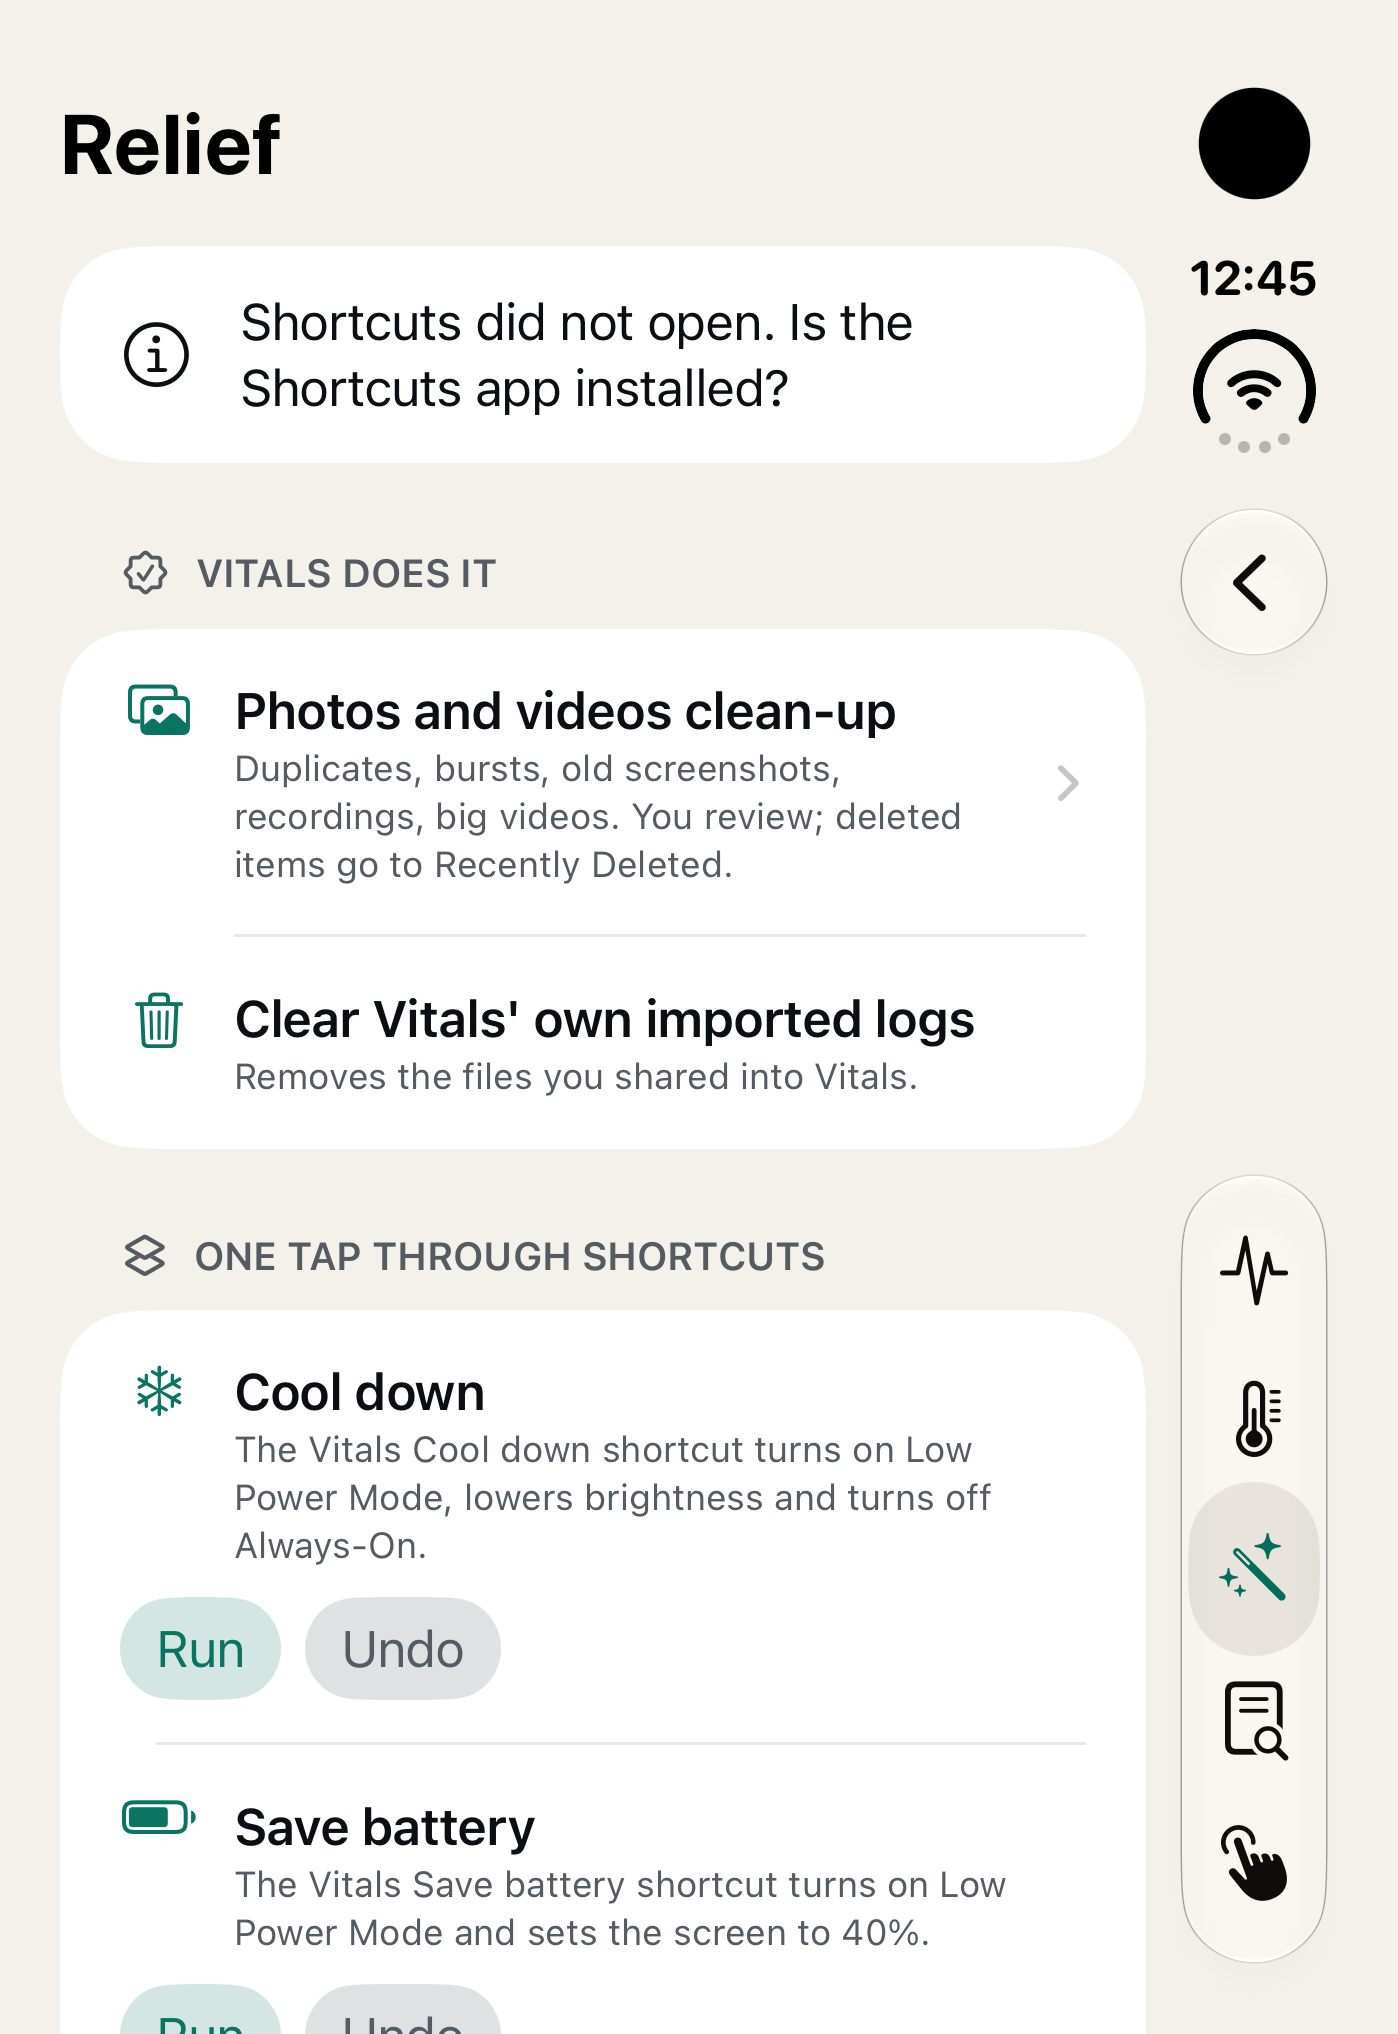 Relief
12:45
Shortcuts did not open. Is the
Shortcuts app installed?
VITALS DOES IT
Photos and videos clean-up
Duplicates, bursts, old screenshots,
recordings, big videos. You review; deleted
items go to Recently Deleted.
Clear Vitals' own imported logs
Removes the files you shared into Vitals.
ONE TAP THROUGH SHORTCUTS
Cool down
The Vitals Cool down shortcut turns on Low
Power Mode, lowers brightness and turns off
Always-On.
Run Undo
Save battery
The Vitals Save battery shortcut turns on Low
Power Mode and sets the screen to 40%.
Run Undo